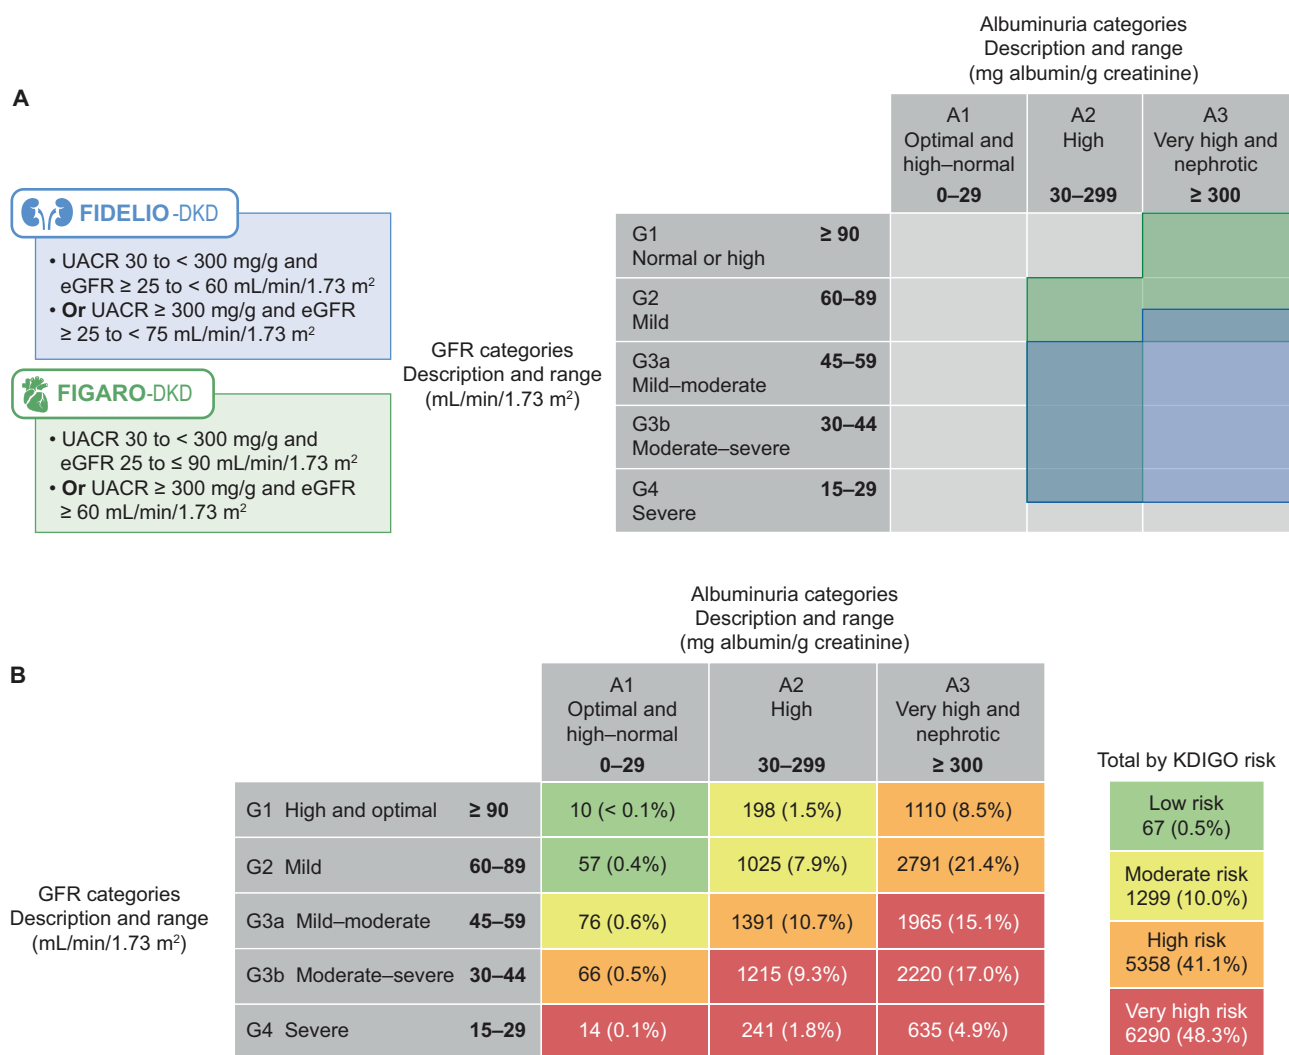 A
Albuminuria categories
Description and range
(mg albumin/g creatinine)
A1
Optimal and
high–normal
0–29
A2
High
30–299
A3
Very high and
nephrotic
≥ 300
FIDELIO-DKD
• UACR 30 to < 300 mg/g and
eGFR ≥ 25 to < 60 mL/min/1.73 m²
• Or UACR ≥ 300 mg/g and eGFR
≥ 25 to < 75 mL/min/1.73 m²
FIGARO-DKD
• UACR 30 to < 300 mg/g and
eGFR 25 to ≤ 90 mL/min/1.73 m²
• Or UACR ≥ 300 mg/g and eGFR
≥ 60 mL/min/1.73 m²
GFR categories
Description and range
(mL/min/1.73 m²)
G1 ≥ 90
Normal or high
G2 60–89
Mild
G3a 45–59
Mild–moderate
G3b 30–44
Moderate–severe
G4 15–29
Severe
B
Albuminuria categories
Description and range
(mg albumin/g creatinine)
A1
Optimal and
high–normal
0–29
A2
High
30–299
A3
Very high and
nephrotic
≥ 300
GFR categories
Description and range
(mL/min/1.73 m²)
G1 High and optimal ≥ 90 10 (< 0.1%) 198 (1.5%) 1110 (8.5%)
G2 Mild 60–89 57 (0.4%) 1025 (7.9%) 2791 (21.4%)
G3a Mild–moderate 45–59 76 (0.6%) 1391 (10.7%) 1965 (15.1%)
G3b Moderate–severe 30–44 66 (0.5%) 1215 (9.3%) 2220 (17.0%)
G4 Severe 15–29 14 (0.1%) 241 (1.8%) 635 (4.9%)
Total by KDIGO risk
Low risk
67 (0.5%)
Moderate risk
1299 (10.0%)
High risk
5358 (41.1%)
Very high risk
6290 (48.3%)